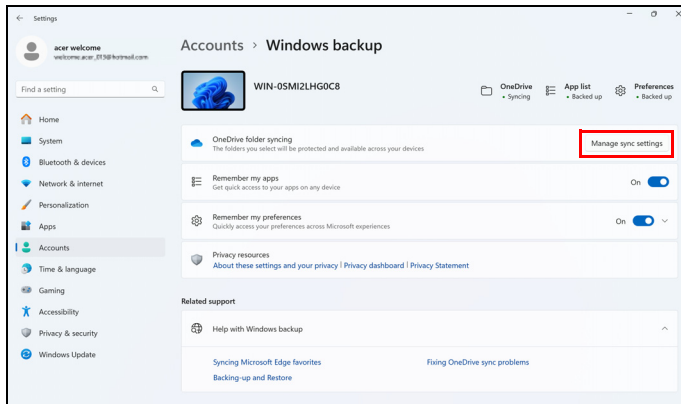 Settings
acer welcome
Find a setting
Home
System
Bluetooth & devices
Network & internet
Personalization
Apps
Accounts
Time & language
Gaming
Accessibility
Privacy & security
Windows Update
Accounts > Windows backup
WIN-0SMI2LHG0C8
OneDrive
• Syncing
App list
• Backed up
Preferences
• Backed up
OneDrive folder syncing
The folders you select will be protected and available across your devices
Manage sync settings
Remember my apps
Get quick access to your apps on any device
On
Remember my preferences
Quickly access your preferences across Microsoft experiences
On
Privacy resources
About these settings and your privacy | Privacy dashboard | Privacy Statement
Related support
Help with Windows backup
Syncing Microsoft Edge favorites
Fixing OneDrive sync problems
Backing-up and Restore